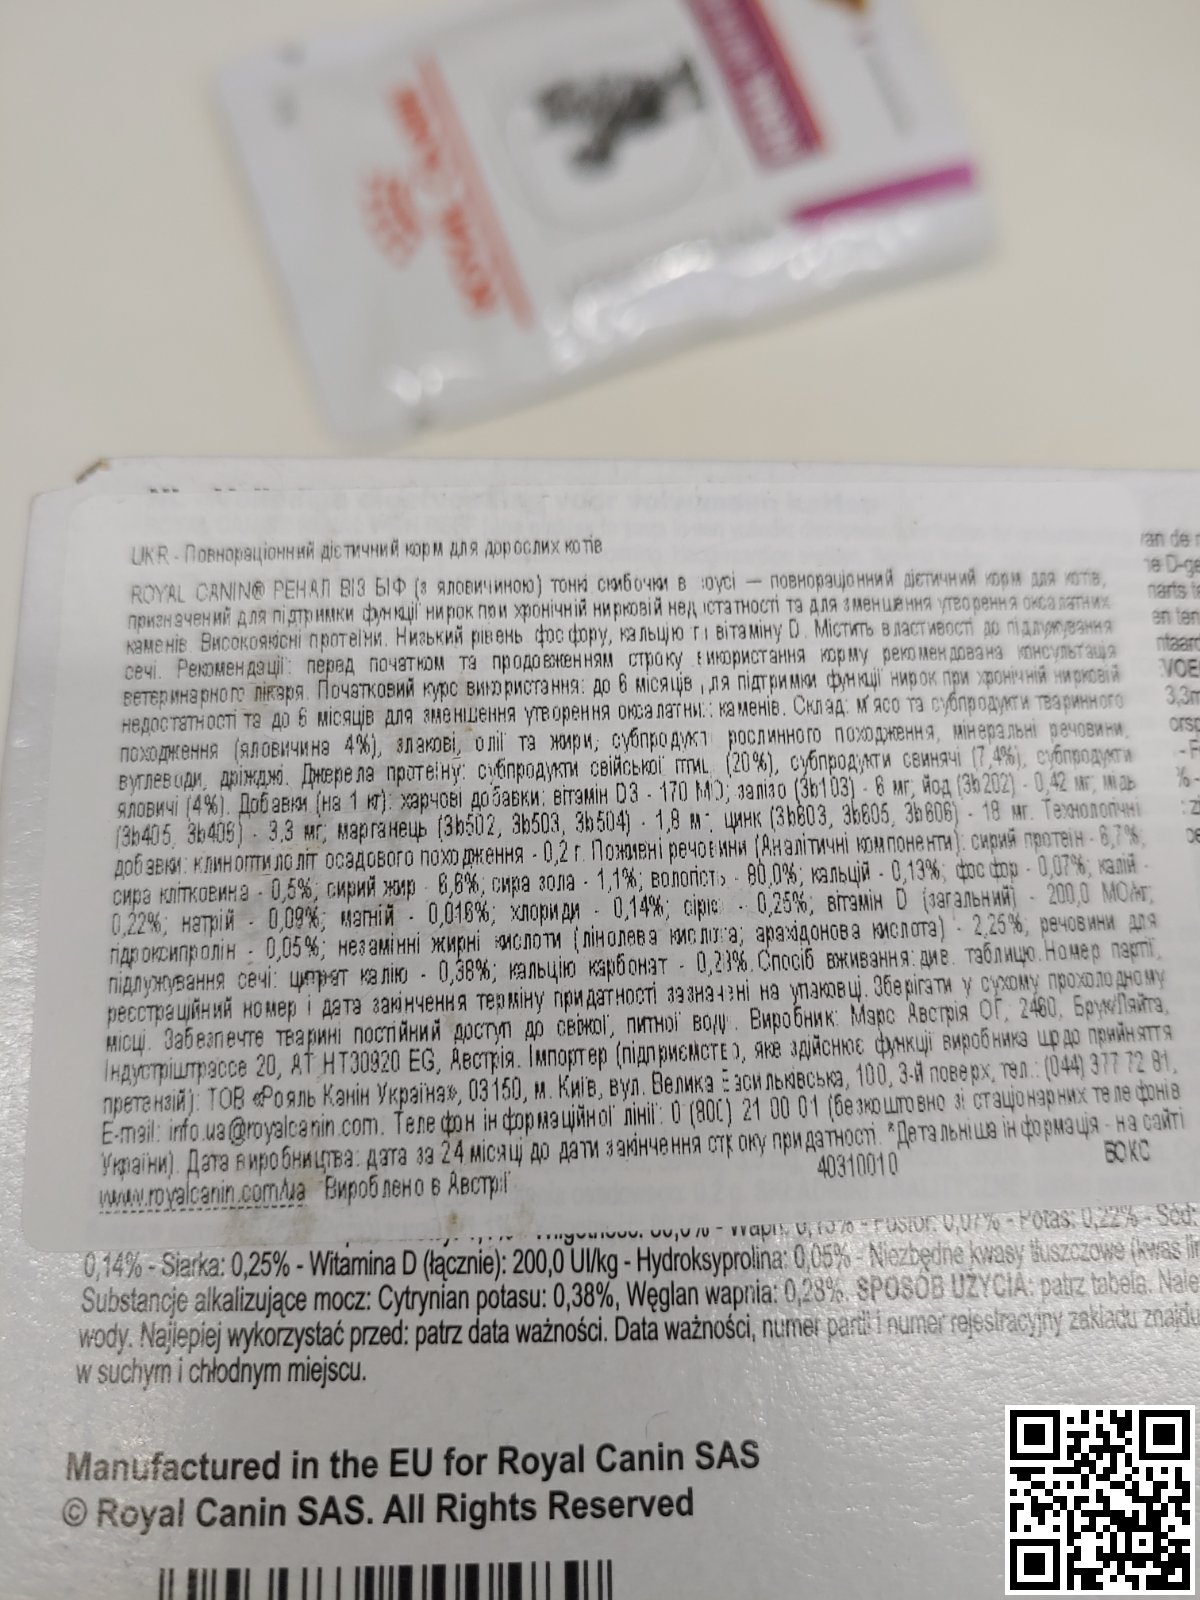 ROYAL CANIN
UKR - Повнораціонний дієтичний корм для дорослих котів
ROYAL CANIN® РЕНАЛ ВІЗ БІФ (з яловичиною) тонкі скибочки в соусі — повнораціонний дієтичний корм для котів,
призначений для підтримки функції нирок при хронічній нирковій недостатності та для зменшення утворення оксалатних
каменів. Високоякісні протеїни. Низький рівень фосфору, кальцію та вітаміну D. Містить властивості до підлужування
сечі. Рекомендації: перед початком та продовженням строку використання корму рекомендована консультація
ветеринарного лікаря. Початковий курс використання: до 6 місяців для підтримки функції нирок при хронічній нирковій
недостатності та до 6 місяців для зменшення утворення оксалатних каменів. Склад: м'ясо та субпродукти тваринного
походження (яловичина 4%), злакові, олії та жири, субпродукти рослинного походження, мінеральні речовини,
вуглеводи, дріжджі. Джерела протеїну: субпродукти свійської птиці (20%), субпродукти свинячі (7,4%), субпродукти
яловичі (4%). Добавки (на 1 кг): харчові добавки: вітамін D3 - 170 МО; залізо (3b103) - 6 мг; йод (3b202) - 0,42 мг; мідь
(3b405, 3b406) - 3,3 мг; марганець (3b502, 3b503, 3b504) - 1,8 мг; цинк (3b603, 3b605, 3b606) - 18 мг. Технологічні
добавки: клиноптилоліт осадового походження - 0,2 г. Поживні речовини (Аналітичні компоненти): сирий протеїн - 6,7%;
сира клітковина - 0,5%; сирий жир - 6,6%; сира зола - 1,1%; вологість - 80,0%; кальцій - 0,13%; фосфор - 0,07%; калій -
0,22%; натрій - 0,09%; магній - 0,016%; хлориди - 0,14%; сірка - 0,25%; вітамін D (загальний) - 200,0 МО/кг;
гідроксипролін - 0,05%; незамінні жирні кислоти (лінолева кислота; арахідонова кислота) - 2,25%; речовини для
підлужування сечі: цитрат калію - 0,38%; кальцію карбонат - 0,28%. Спосіб вживання: див. таблицю. Номер партії,
реєстраційний номер і дата закінчення терміну придатності зазначені на упаковці. Зберігати у сухому прохолодному
місці. Забезпечте тварині постійний доступ до свіжої, питної води. Виробник: Марс Австрія ОГ, 2460, Брук/Ляйта,
Індустріштрассе 20, AT HT30920 EG, Австрія. Імпортер (підприємство, яке здійснює функції виробника щодо прийняття
претензій): ТОВ «Рояль Канін Україна», 03150, м. Київ, вул. Велика Васильківська, 100, 3-й поверх, тел.: (044) 377 72 81,
E-mail: info.ua@royalcanin.com. Телефон інформаційної лінії: 0 (800) 21 00 01 (безкоштовно зі стаціонарних телефонів
України). Дата виробництва: дата за 24 місяці до дати закінчення строку придатності. *Детальніша інформація - на сайті
www.royalcanin.com/ua Вироблено в Австрії 40310010 БОКС
0,07% - Potas: 0,22% - Sód:
0,14% - Siarka: 0,25% - Witamina D (łącznie): 200,0 UI/kg - Hydroksyprolina: 0,05% - Niezbędne kwasy tłuszczowe (kwas
Substancje alkalizujące mocz: Cytrynian potasu: 0,38%, Węglan wapnia: 0,28%. SPOSÓB UŻYCIA: patrz tabela.
wody. Najlepiej wykorzystać przed: patrz data ważności. Data ważności, numer partii i numer rejestracyjny zakładu
w suchym i chłodnym miejscu.
Manufactured in the EU for Royal Canin SAS
© Royal Canin SAS. All Rights Reserved